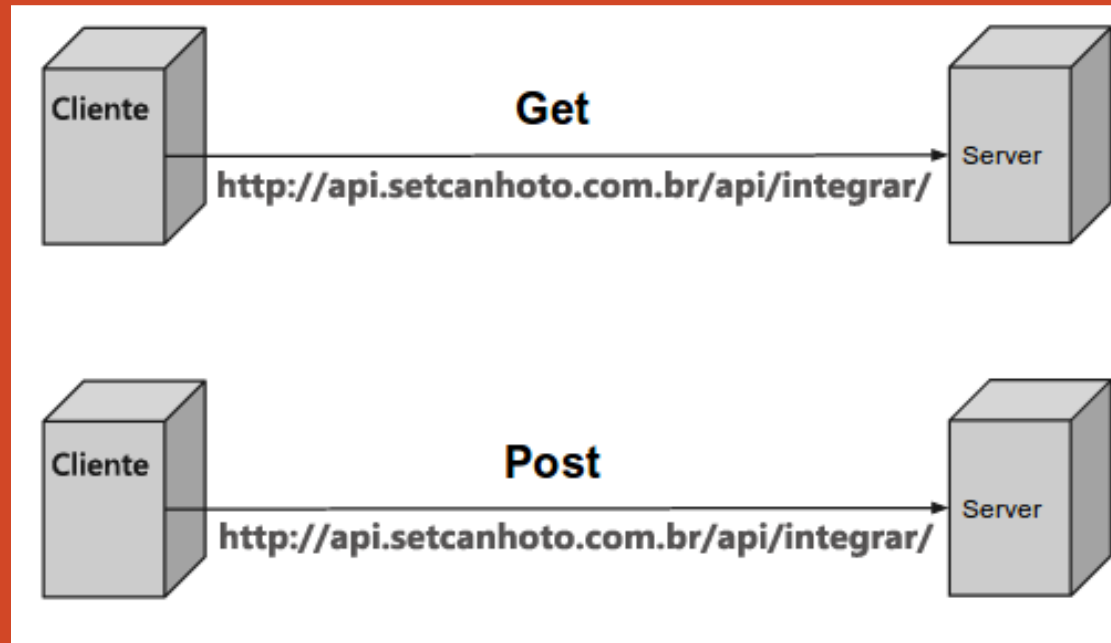 Cliente
Get
Server
http://api.setcanhoto.com.br/api/integrar/
Cliente
Post
Server
http://api.setcanhoto.com.br/api/integrar/